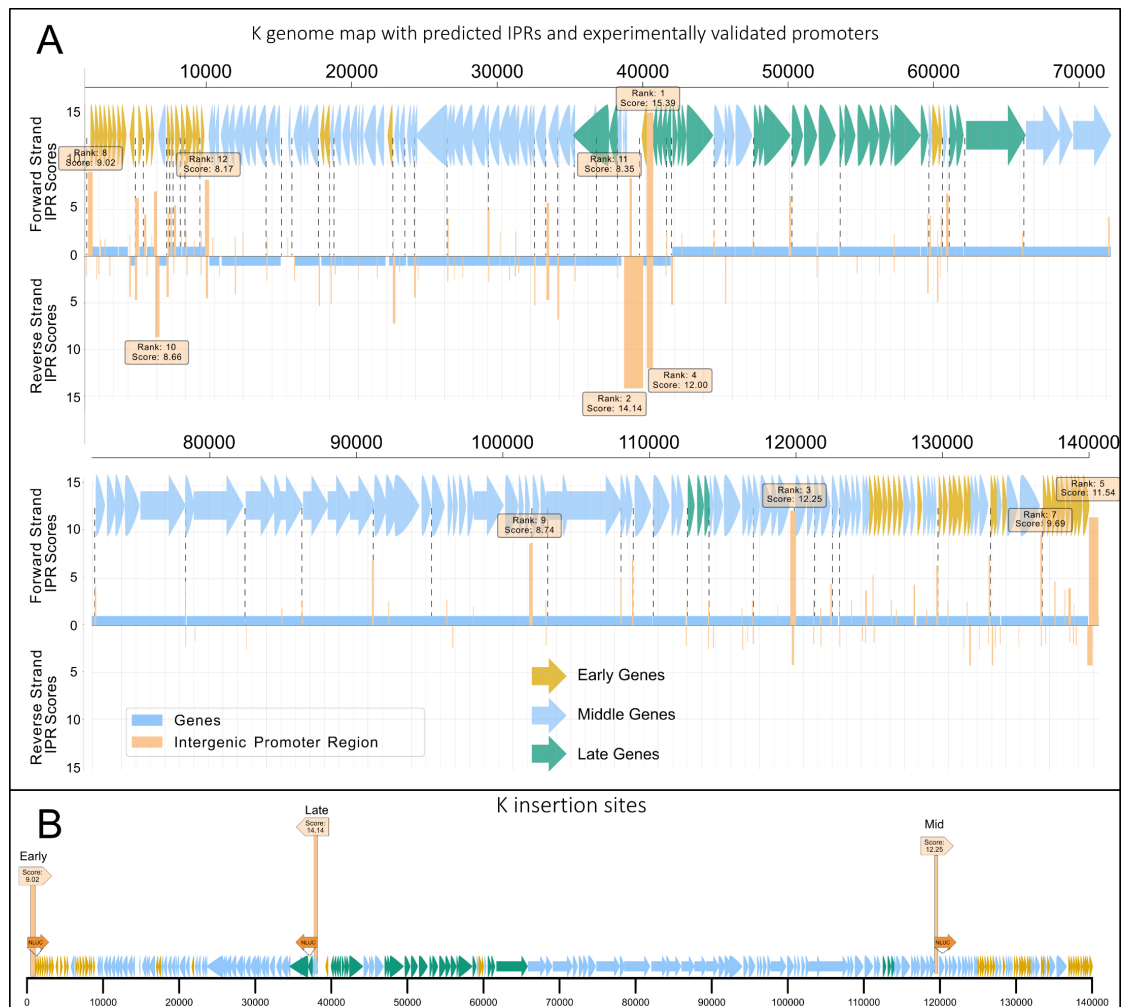 A
K genome map with predicted IPRs and experimentally validated promoters
10000
20000
30000
40000
50000
60000
70000
Rank: 1
Score: 15.39
Rank: 8
Score: 9.02
Rank: 12
Score: 8.17
Rank: 11
Score: 8.35
15
5
0
5
10
15
Forward Strand
IPR Scores
Reverse Strand
IPR Scores
Rank: 10
Score: 8.66
Rank: 4
Score: 12.00
Rank: 2
Score: 14.14
80000
90000
100000
110000
120000
130000
140000
Rank: 5
Score: 11.54
Rank: 3
Score: 12.25
Rank: 7
Score: 9.69
Rank: 9
Score: 8.74
15
10
5
0
5
10
15
Forward Strand
IPR Scores
Reverse Strand
IPR Scores
Early Genes
Middle Genes
Late Genes
Genes
Intergenic Promoter Region
B
K insertion sites
Early
Score:
9.02
NLUC
Late
Score:
14.14
NLUC
Mid
Score:
12.25
NLUC
0
10000
20000
30000
40000
50000
60000
70000
80000
90000
100000
110000
120000
130000
140000